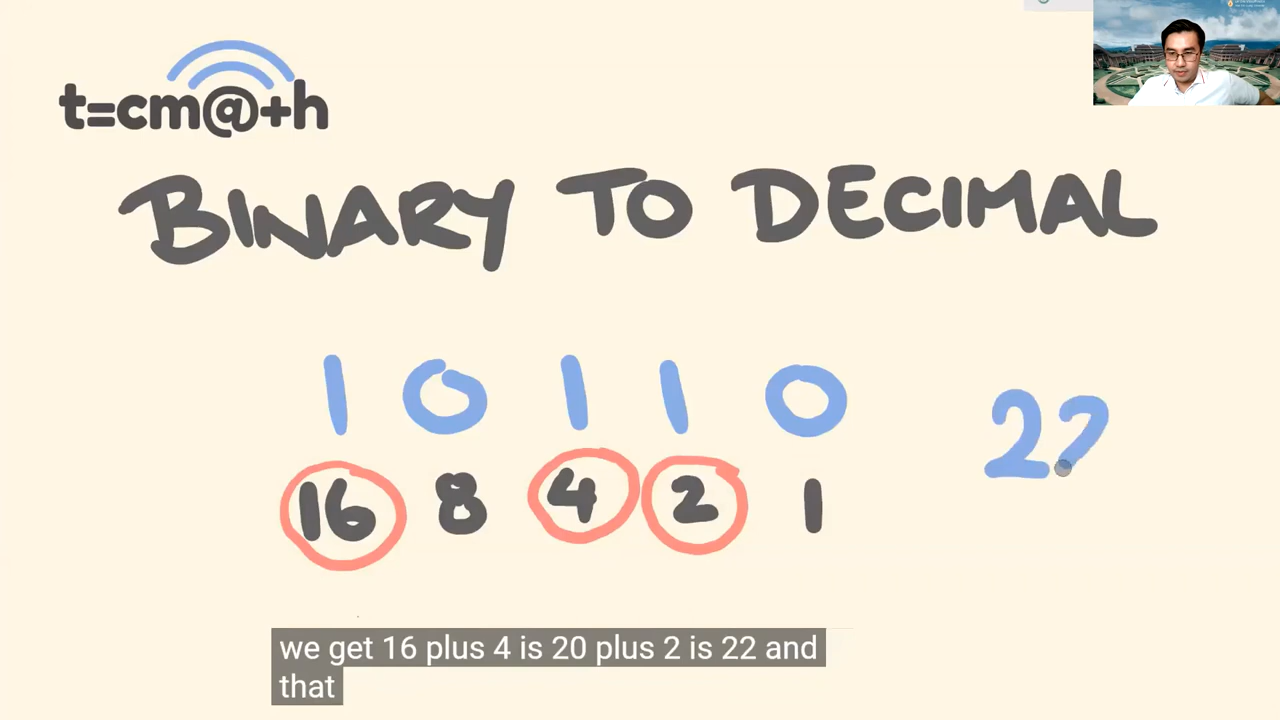 t=cm@+h
BINARY TO DECIMAL
1 0 1 1 0
22
16 8 4 2 1
we get 16 plus 4 is 20 plus 2 is 22 and
that